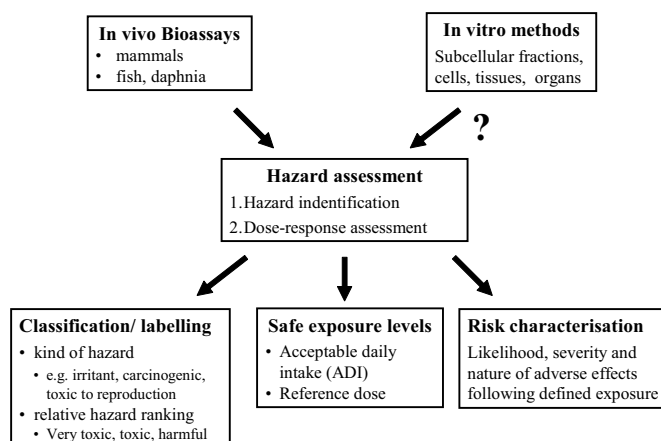 In vivo Bioassays
• mammals
• fish, daphnia
In vitro methods
Subcellular fractions,
cells, tissues, organs
?
Hazard assessment
1.Hazard indentification
2.Dose-response assessment
Classification/ labelling
• kind of hazard
• e.g. irritant, carcinogenic,
toxic to reproduction
• relative hazard ranking
• Very toxic, toxic, harmful
Safe exposure levels
• Acceptable daily
intake (ADI)
• Reference dose
Risk characterisation
Likelihood, severity and
nature of adverse effects
following defined exposure